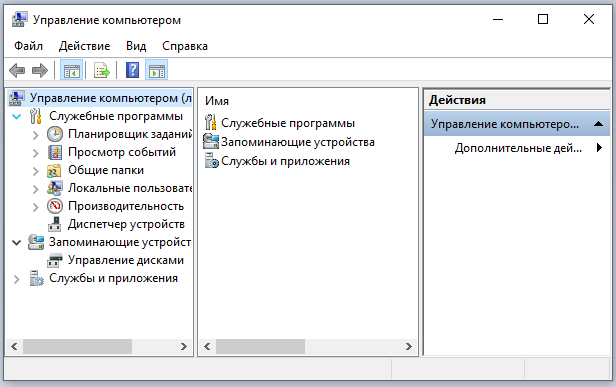 Управление компьютером
Файл Действие Вид Справка
Управление компьютером (л
Служебные программы
Планировщик заданий
Просмотр событий
Общие папки
Локальные пользовате
Производительность
Диспетчер устройств
Запоминающие устройст
Управление дисками
Службы и приложения
Имя
Служебные программы
Запоминающие устройства
Службы и приложения
Действия
Управление компьютеро...
Дополнительные дей...